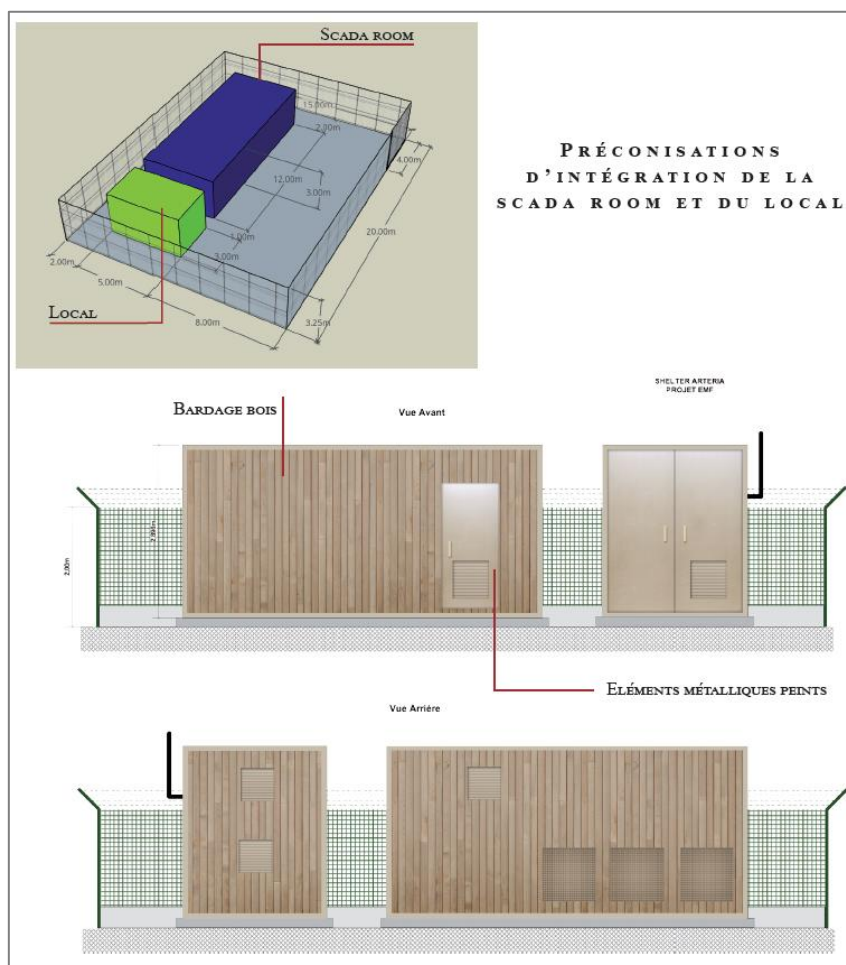 SCADA ROOM
15.00m
2.00m
4.00m
12.00m
3.00m
20.00m
1.00m
3.00m
2.00m
5.00m
8.00m
3.25m
LOCAL
PRÉCONISATIONS
D'INTÉGRATION DE LA
SCADA ROOM ET DU LOCAL
SHELTER ARTERIA
PROJET EMF
BARDAGE BOIS
Vue Avant
2.00m
ELÉMENTS MÉTALLIQUES PEINTS
Vue Arrière